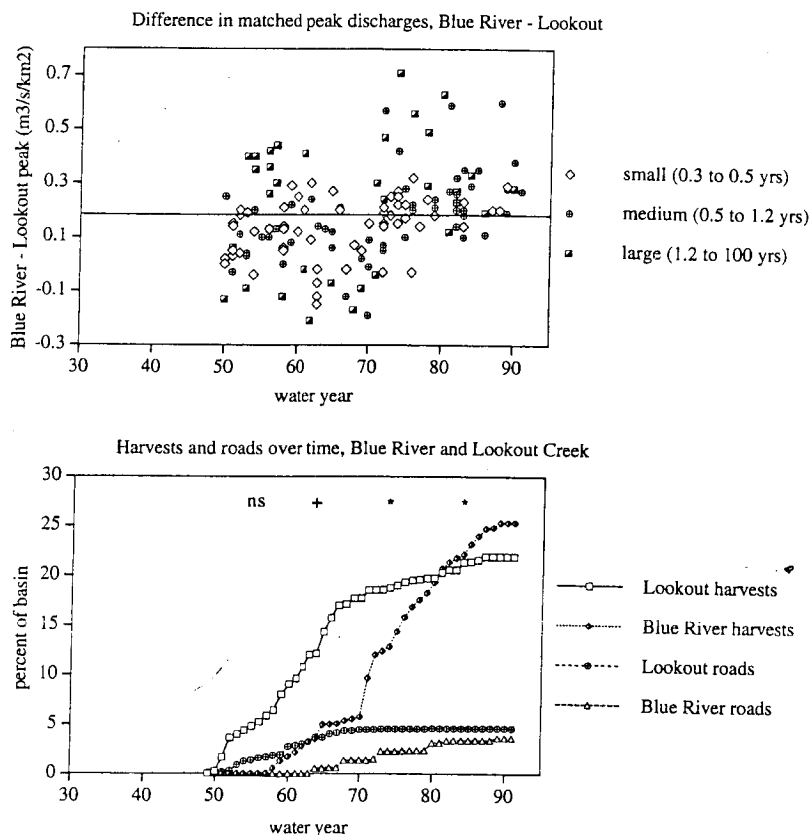 Difference in matched peak discharges, Blue River - Lookout
Blue River - Lookout peak (m3/s/km2)
0.7
0.5
0.3
0.1
-0.1
-0.3
30 40 50 60 70 80 90
water year
small (0.3 to 0.5 yrs)
medium (0.5 to 1.2 yrs)
large (1.2 to 100 yrs)
Harvests and roads over time, Blue River and Lookout Creek
percent of basin
30
25
20
15
10
5
0
ns + * *
30 40 50 60 70 80 90
water year
Lookout harvests
Blue River harvests
Lookout roads
Blue River roads